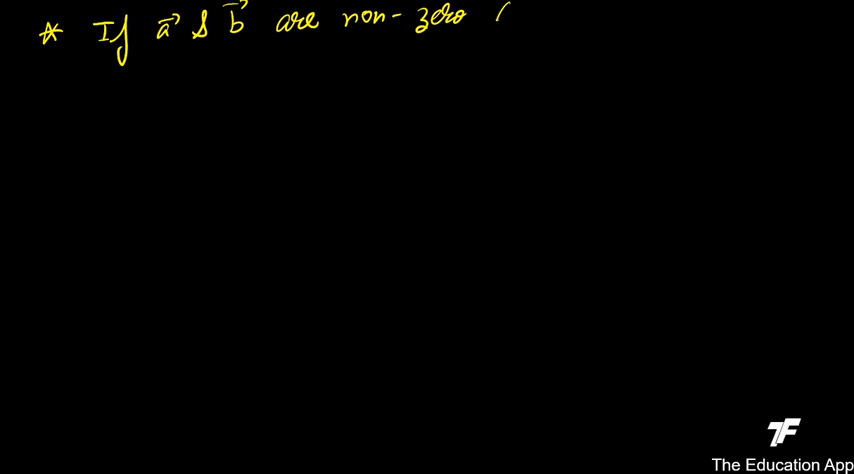 * If a⃗ & b⃗ are non-zero (
The Education App